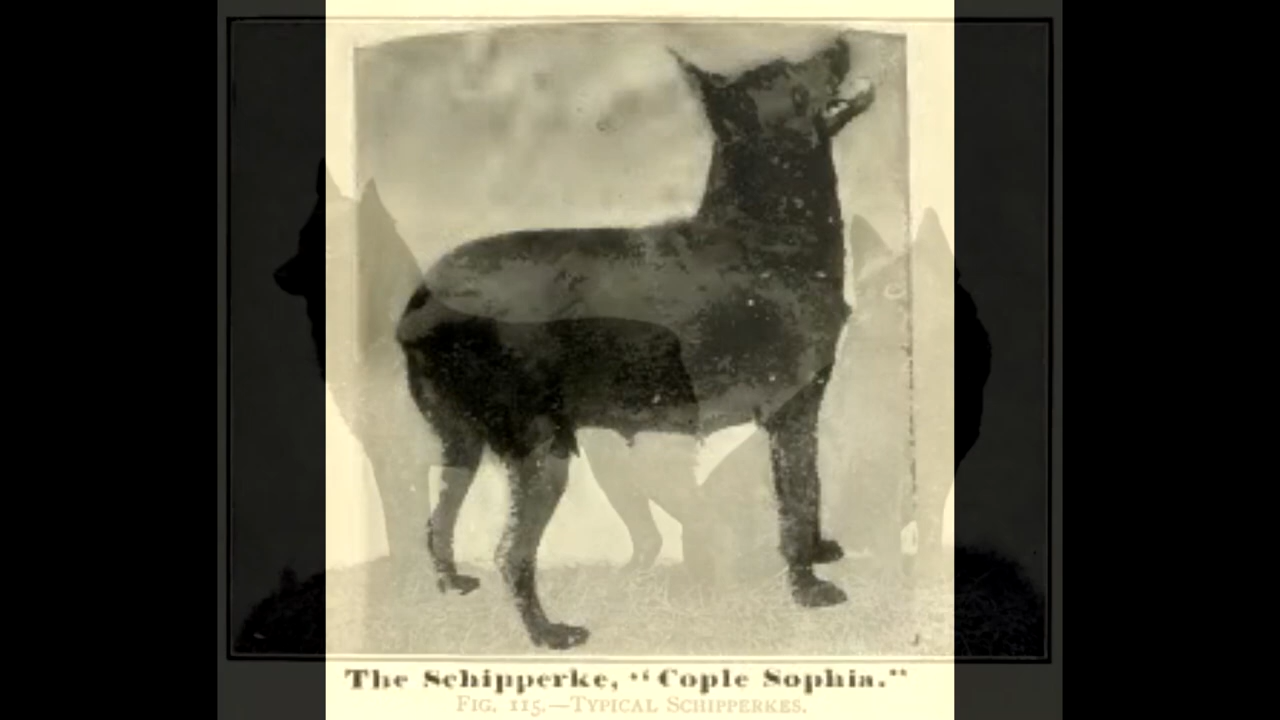 The Schipperke, "Cople Sophia."
FIG. 115.—TYPICAL SCHIPPERKES.